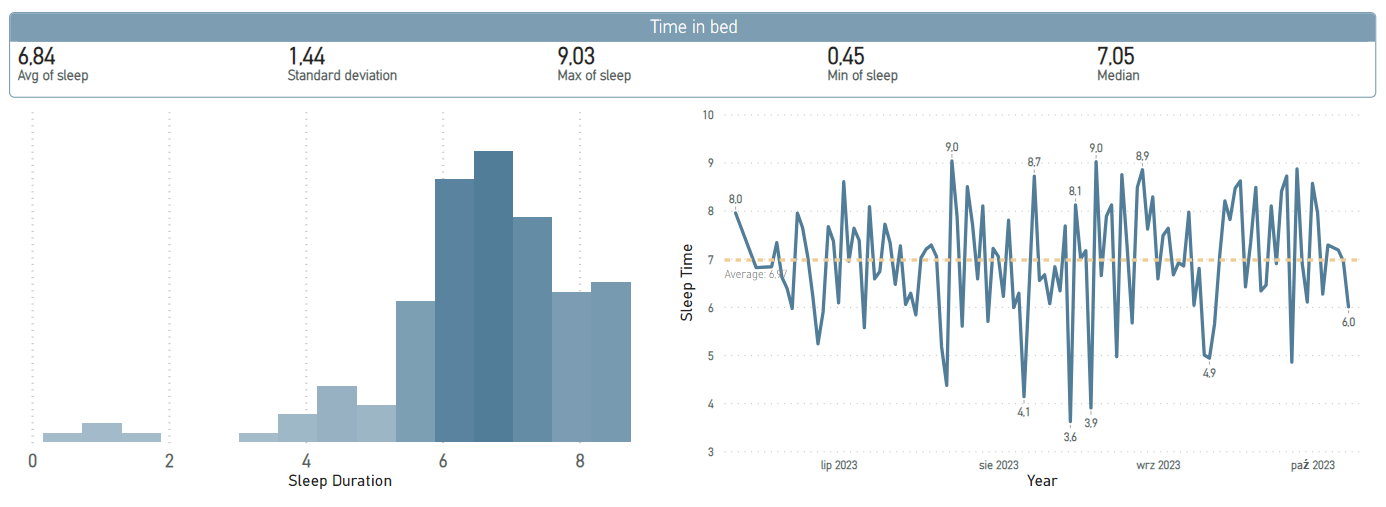 Time in bed
6,84 1,44 9,03 0,45 7,05
Avg of sleep Standard deviation Max of sleep Min of sleep Median
0 2 4 6 8
Sleep Duration
10
9
8
7
6
5
4
3
Sleep Time
8,0
9,0
8,7
8,1
9,0
8,9
Average: 6,97
4,1
3,6
3,9
4,9
6,0
lip 2023 sie 2023 wrz 2023 paź 2023
Year